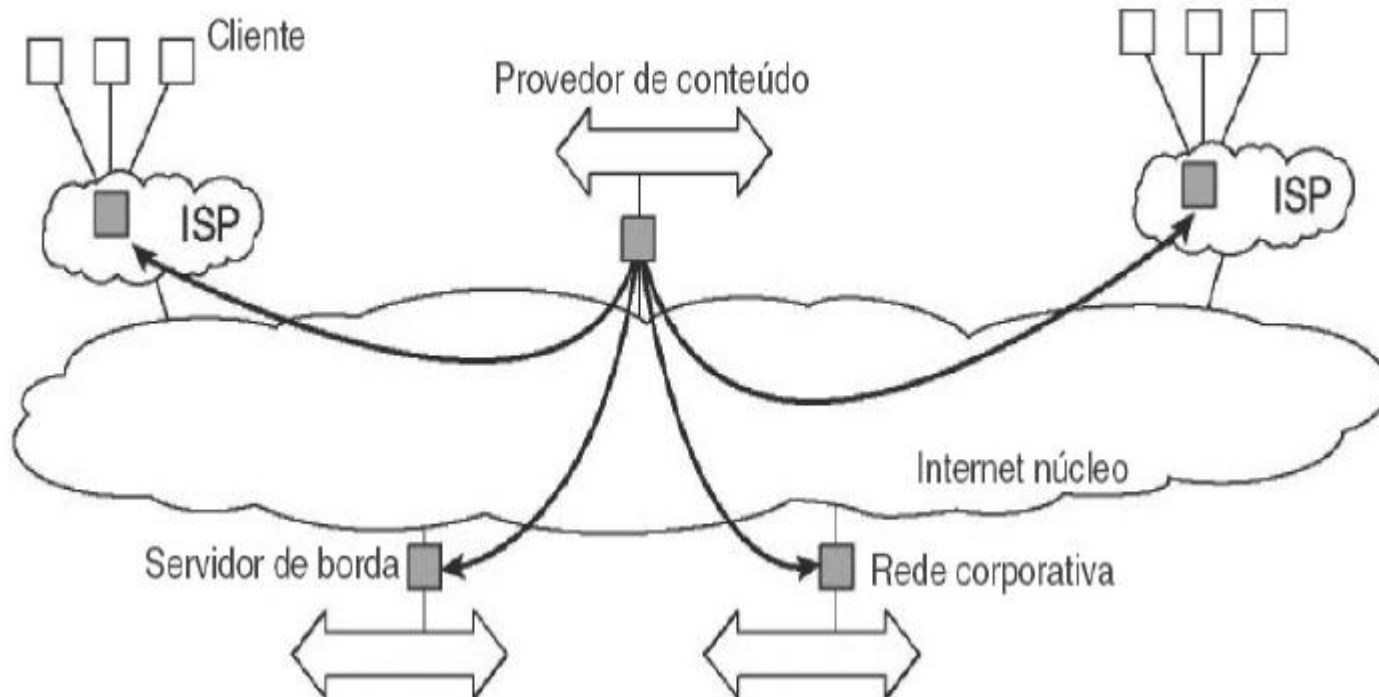 Cliente
Provedor de conteúdo
ISP
ISP
Internet núcleo
Servidor de borda
Rede corporativa